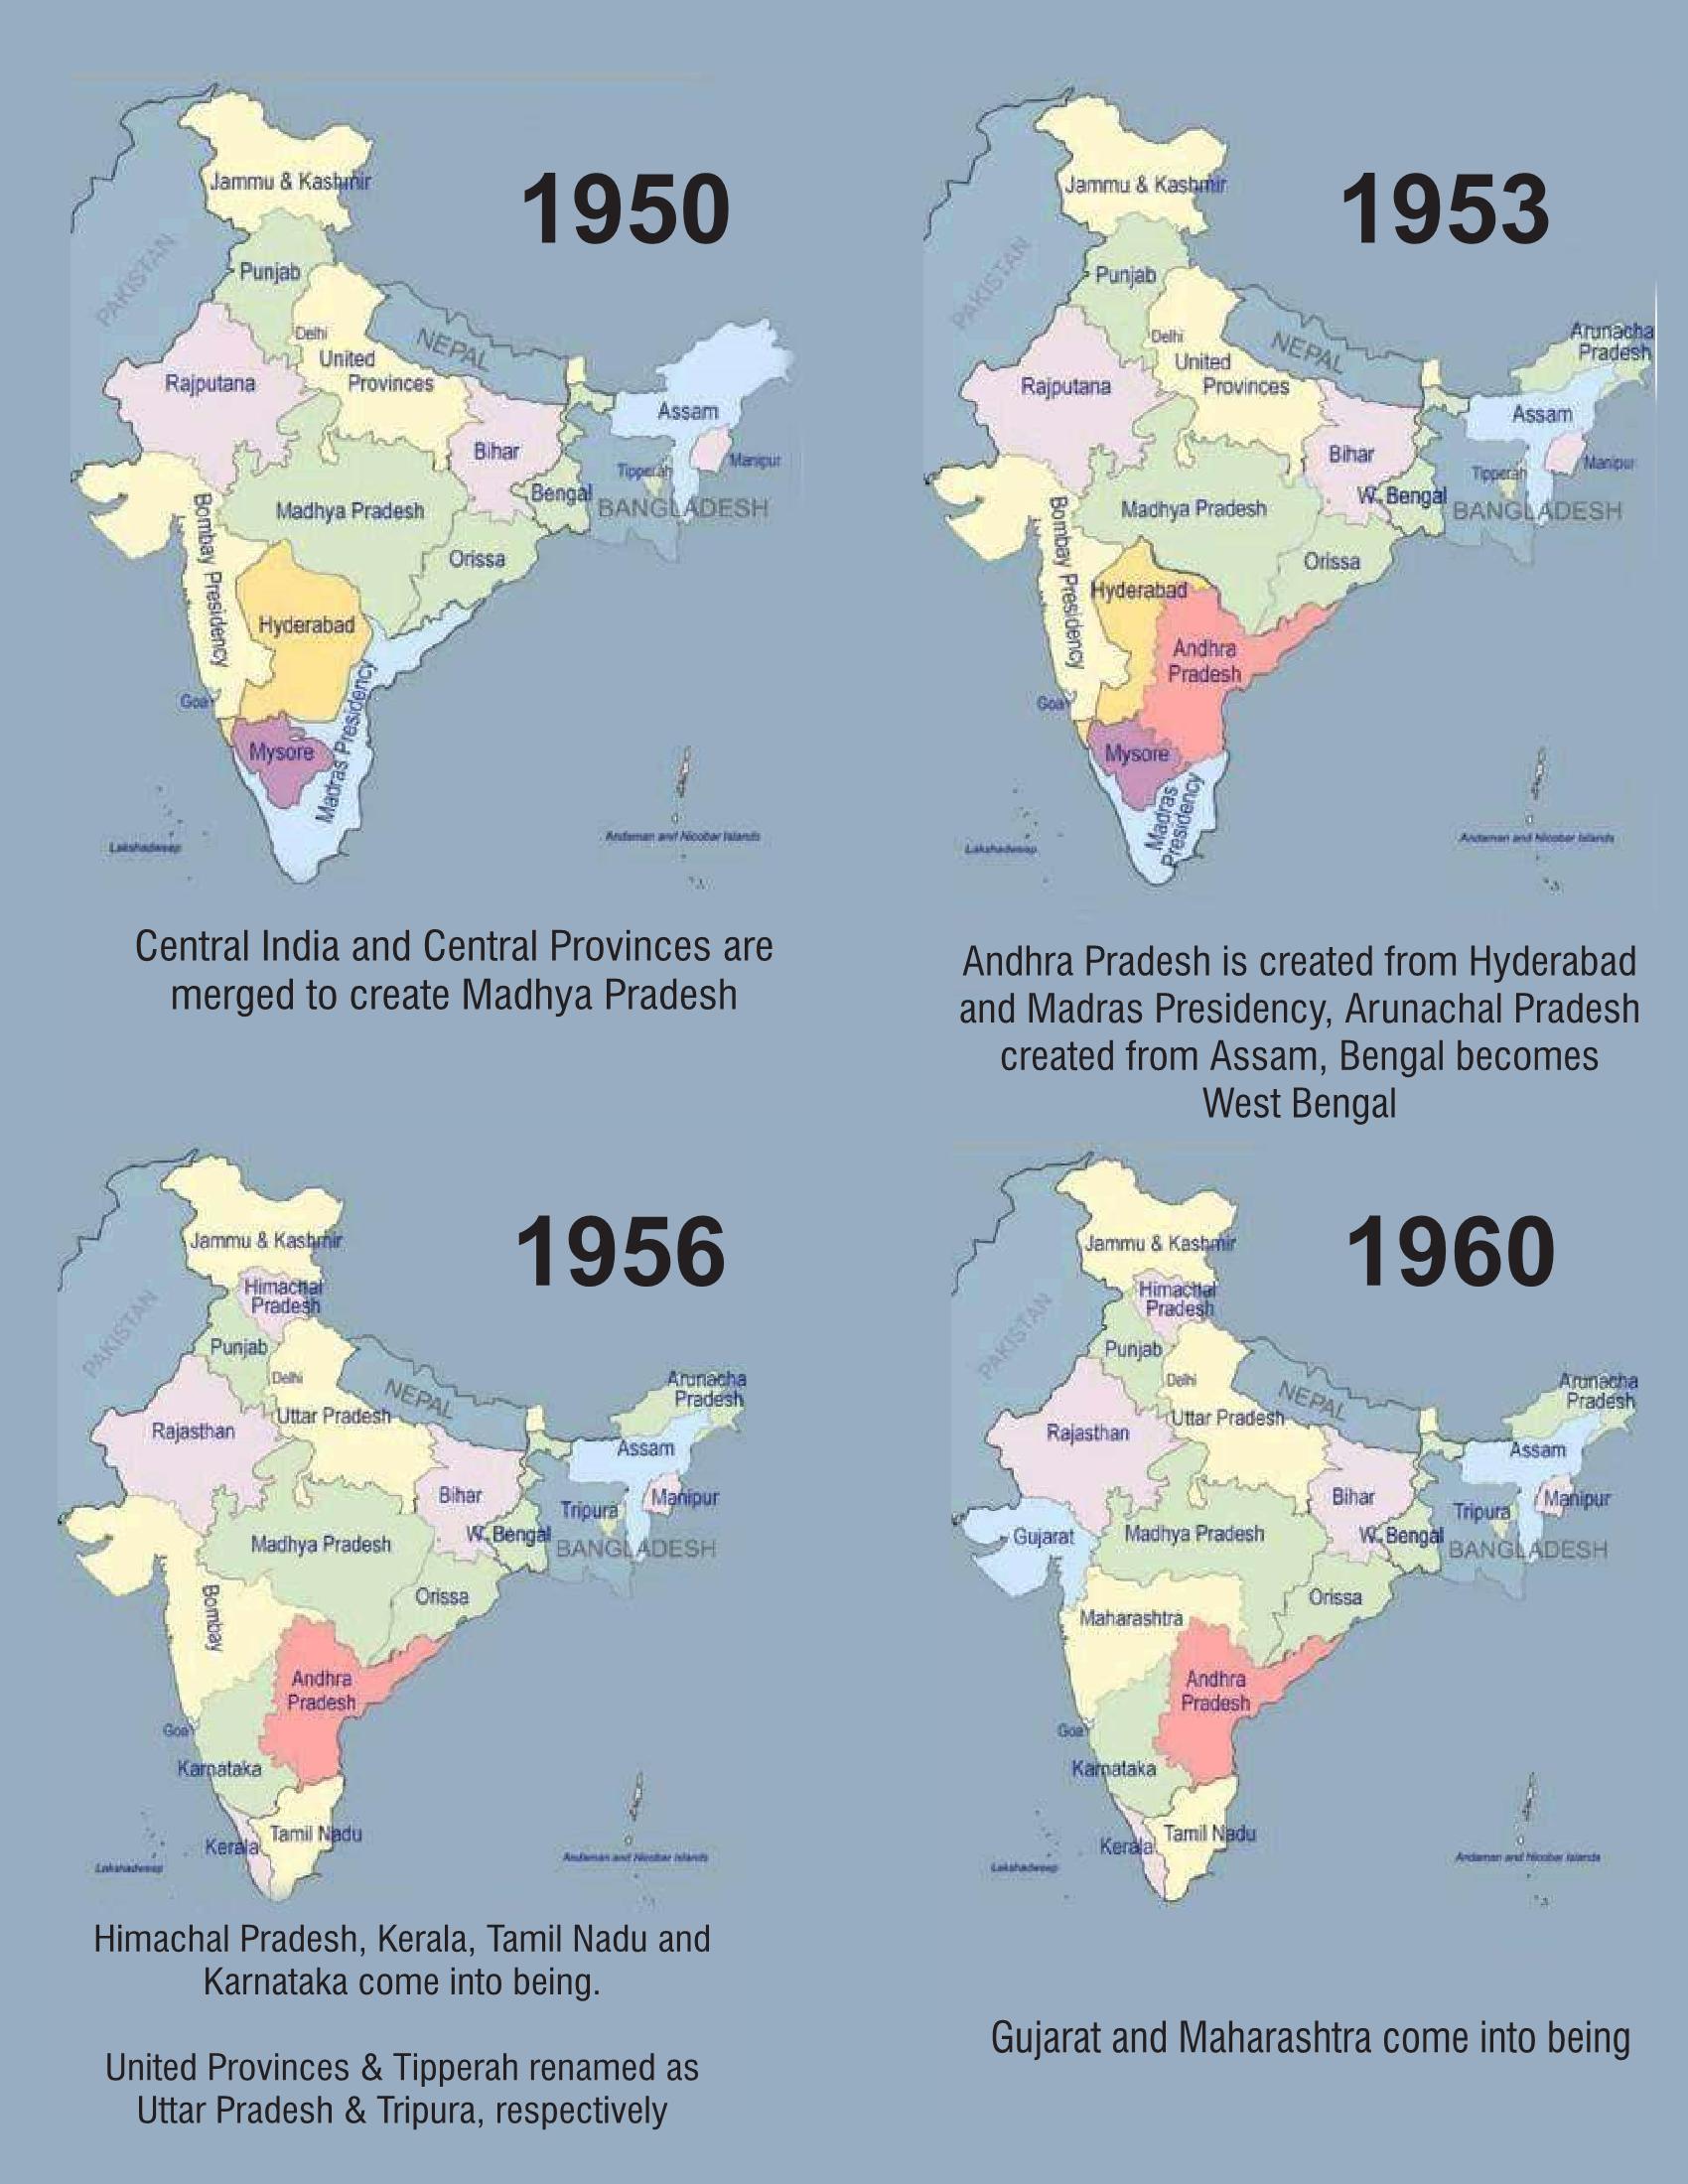 1950
Jammu & Kashmir
PAKISTAN
Punjab
Delhi
NEPAL
United
Provinces
Rajputana
Assam
Bihar
Tipperah
Manipur
Bengal
BANGLADESH
Madhya Pradesh
Bombay Presidency
Orissa
Hyderabad
Goa
Madras Presidency
Mysore
Lakshadweep
Andaman and Nicobar Islands
Central India and Central Provinces are
merged to create Madhya Pradesh
1953
Jammu & Kashmir
PAKISTAN
Punjab
Delhi
NEPAL
Arunacha
Pradesh
United
Provinces
Rajputana
Assam
Bihar
Tipperah
Manipur
W. Bengal
BANGLADESH
Madhya Pradesh
Bombay Presidency
Orissa
Hyderabad
Andhra
Pradesh
Goa
Mysore
Madras
Presidency
Lakshadweep
Andaman and Nicobar Islands
Andhra Pradesh is created from Hyderabad
and Madras Presidency, Arunachal Pradesh
created from Assam, Bengal becomes
West Bengal
1956
Jammu & Kashmir
Himachal
Pradesh
PAKISTAN
Punjab
Delhi
NEPAL
Arunacha
Pradesh
Uttar Pradesh
Rajasthan
Assam
Bihar
Tripura
Manipur
W. Bengal
BANGLADESH
Madhya Pradesh
Bombay
Orissa
Andhra
Pradesh
Goa
Karnataka
Tamil Nadu
Kerala
Lakshadweep
Andaman and Nicobar Islands
Himachal Pradesh, Kerala, Tamil Nadu and
Karnataka come into being.
United Provinces & Tipperah renamed as
Uttar Pradesh & Tripura, respectively
1960
Jammu & Kashmir
Himachal
Pradesh
PAKISTAN
Punjab
Delhi
NEPAL
Arunacha
Pradesh
Uttar Pradesh
Rajasthan
Assam
Bihar
Tripura
Manipur
Gujarat
Madhya Pradesh
W. Bengal
BANGLADESH
Orissa
Maharashtra
Andhra
Pradesh
Goa
Karnataka
Tamil Nadu
Kerala
Lakshadweep
Andaman and Nicobar Islands
Gujarat and Maharashtra come into being